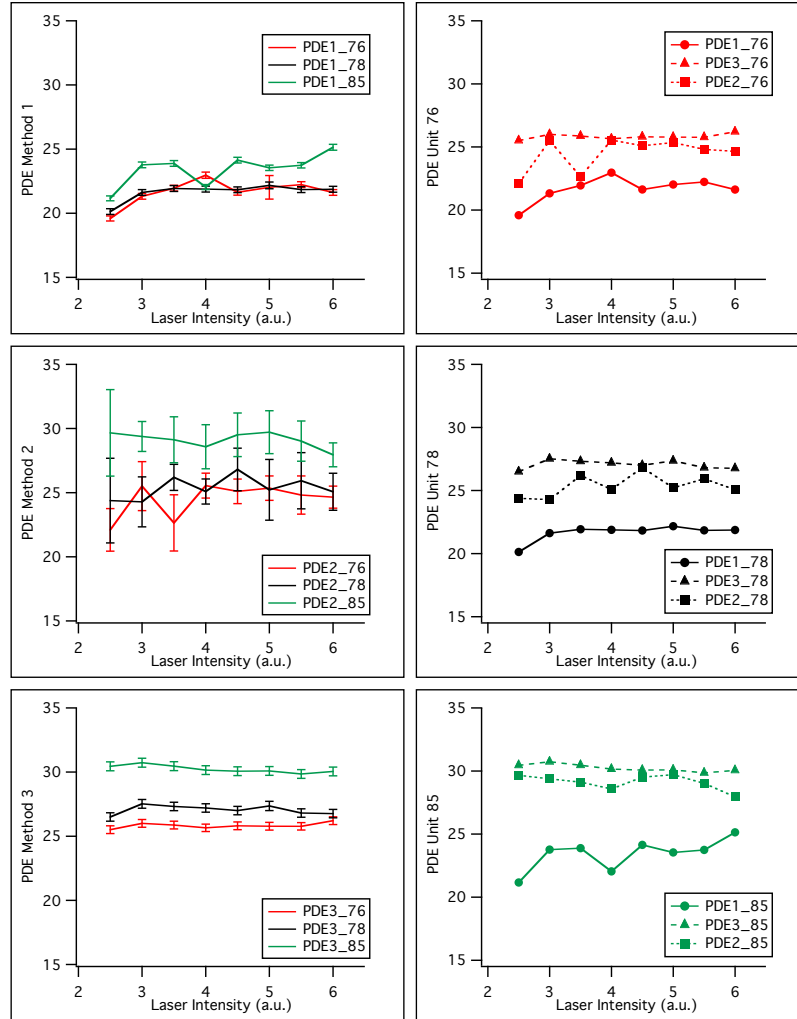 35
30
25
20
15
PDE Method 1
PDE1_76
PDE1_78
PDE1_85
2 3 4 5 6
Laser Intensity (a.u.)
35
30
25
20
15
PDE Unit 76
PDE1_76
PDE3_76
PDE2_76
2 3 4 5 6
Laser Intensity (a.u.)
35
30
25
20
15
PDE Method 2
PDE2_76
PDE2_78
PDE2_85
2 3 4 5 6
Laser Intensity (a.u.)
35
30
25
20
15
PDE Unit 78
PDE1_78
PDE3_78
PDE2_78
2 3 4 5 6
Laser Intensity (a.u.)
35
30
25
20
15
PDE Method 3
PDE3_76
PDE3_78
PDE3_85
2 3 4 5 6
Laser Intensity (a.u.)
35
30
25
20
15
PDE Unit 85
PDE1_85
PDE3_85
PDE2_85
2 3 4 5 6
Laser Intensity (a.u.)